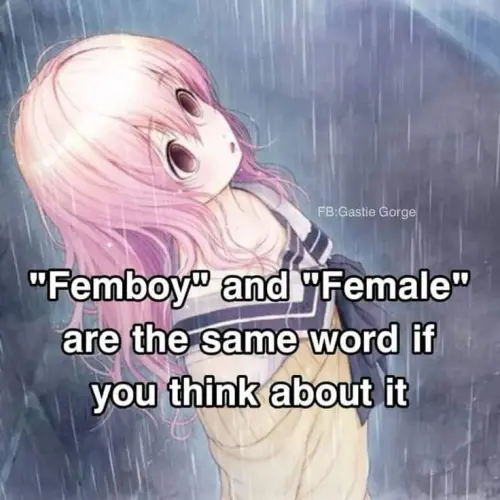 FB:Gastie Gorge
"Femboy" and "Female"
are the same word if
you think about it